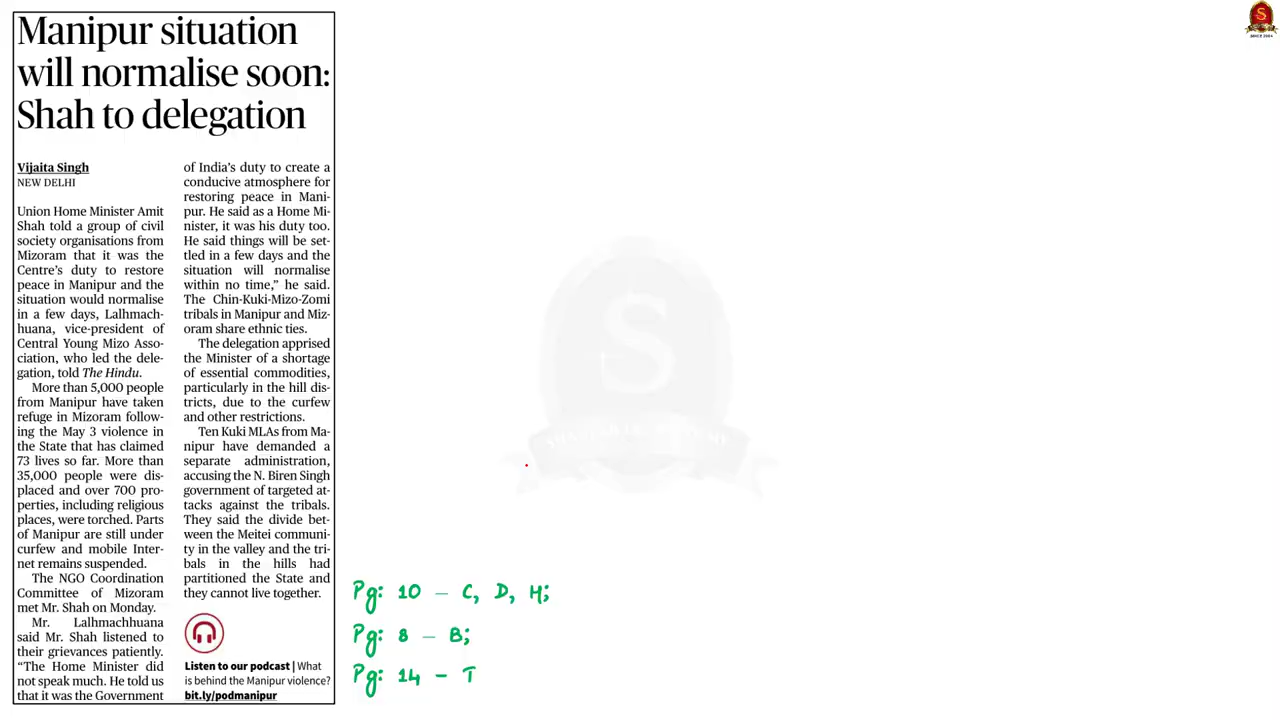 Manipur situation
will normalise soon:
Shah to delegation
Vijaita Singh
NEW DELHI
Union Home Minister Amit
Shah told a group of civil
society organisations from
Mizoram that it was the
Centre's duty to restore
peace in Manipur and the
situation would normalise
in a few days, Lalhmach-
huana, vice-president of
Central Young Mizo Asso-
ciation, who led the dele-
gation, told The Hindu.
More than 5,000 people
from Manipur have taken
refuge in Mizoram follow-
ing the May 3 violence in
the State that has claimed
73 lives so far. More than
35,000 people were dis-
placed and over 700 pro-
perties, including religious
places, were torched. Parts
of Manipur are still under
curfew and mobile Inter-
net remains suspended.
The NGO Coordination
Committee of Mizoram
met Mr. Shah on Monday.
Mr. Lalhmachhuana
said Mr. Shah listened to
their grievances patiently.
"The Home Minister did
not speak much. He told us
that it was the Government
of India's duty to create a
conducive atmosphere for
restoring peace in Mani-
pur. He said as a Home Mi-
nister, it was his duty too.
He said things will be set-
tled in a few days and the
situation will normalise
within no time," he said.
The Chin-Kuki-Mizo-Zomi
tribals in Manipur and Miz-
oram share ethnic ties.
The delegation apprised
the Minister of a shortage
of essential commodities,
particularly in the hill dis-
tricts, due to the curfew
and other restrictions.
Ten Kuki MLAs from Ma-
nipur have demanded a
separate administration,
accusing the N. Biren Singh
government of targeted at-
tacks against the tribals.
They said the divide bet-
ween the Meitei communi-
ty in the valley and the tri-
bals in the hills had
partitioned the State and
they cannot live together.
Listen to our podcast | What
is behind the Manipur violence?
bit.ly/podmanipur
Pg: 10 – C, D, H;
Pg: 8 – B;
Pg: 14 – T
S
S
SINCE 2004